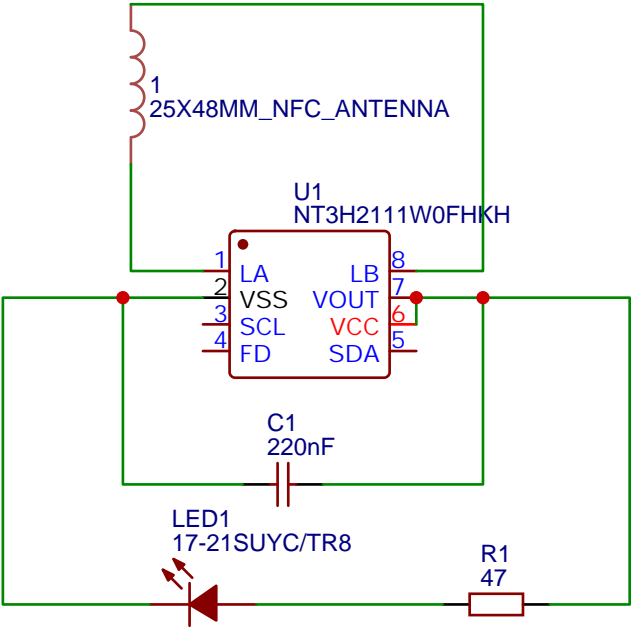 1
25X48MM_NFC_ANTENNA
U1
NT3H2111W0FHKH
1 LA LB 8
2 VSS VOUT 7
3 SCL VCC 6
4 FD SDA 5
C1
220nF
LED1
17-21SUYC/TR8
R1
47